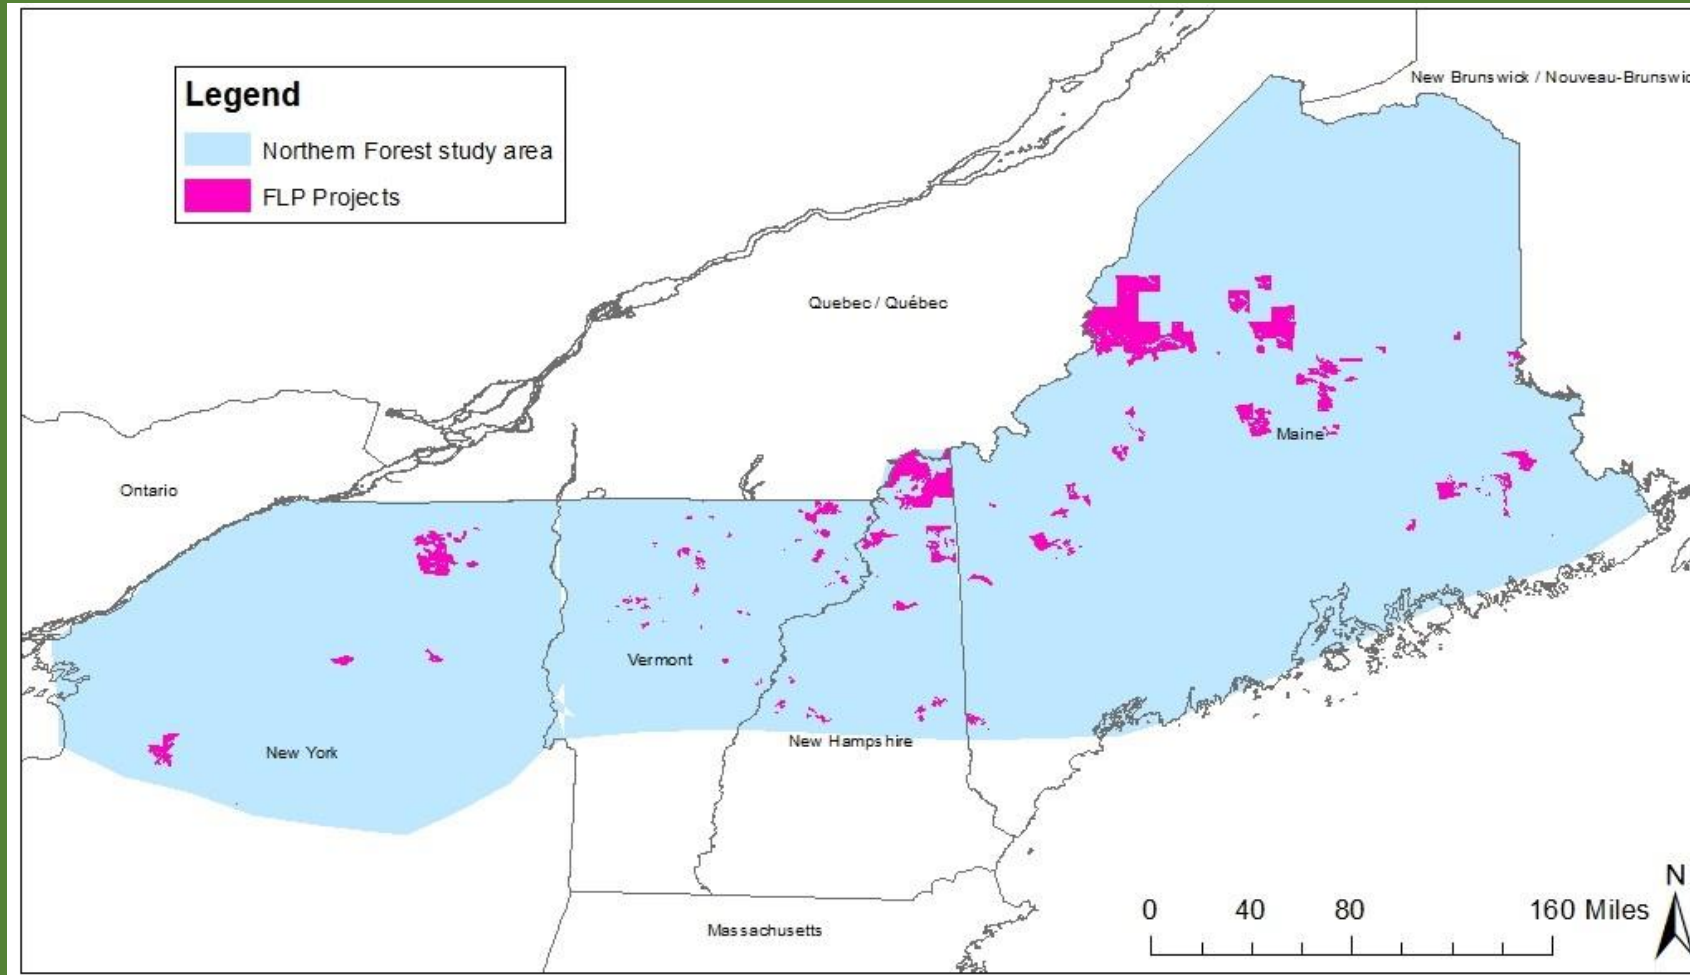 Legend
Northern Forest study area
FLP Projects
New Brunswick / Nouveau-Brunswic
Quebec / Québec
Ontario
Maine
Vermont
New York
New Hampshire
Massachusetts
N
0 40 80 160 Miles